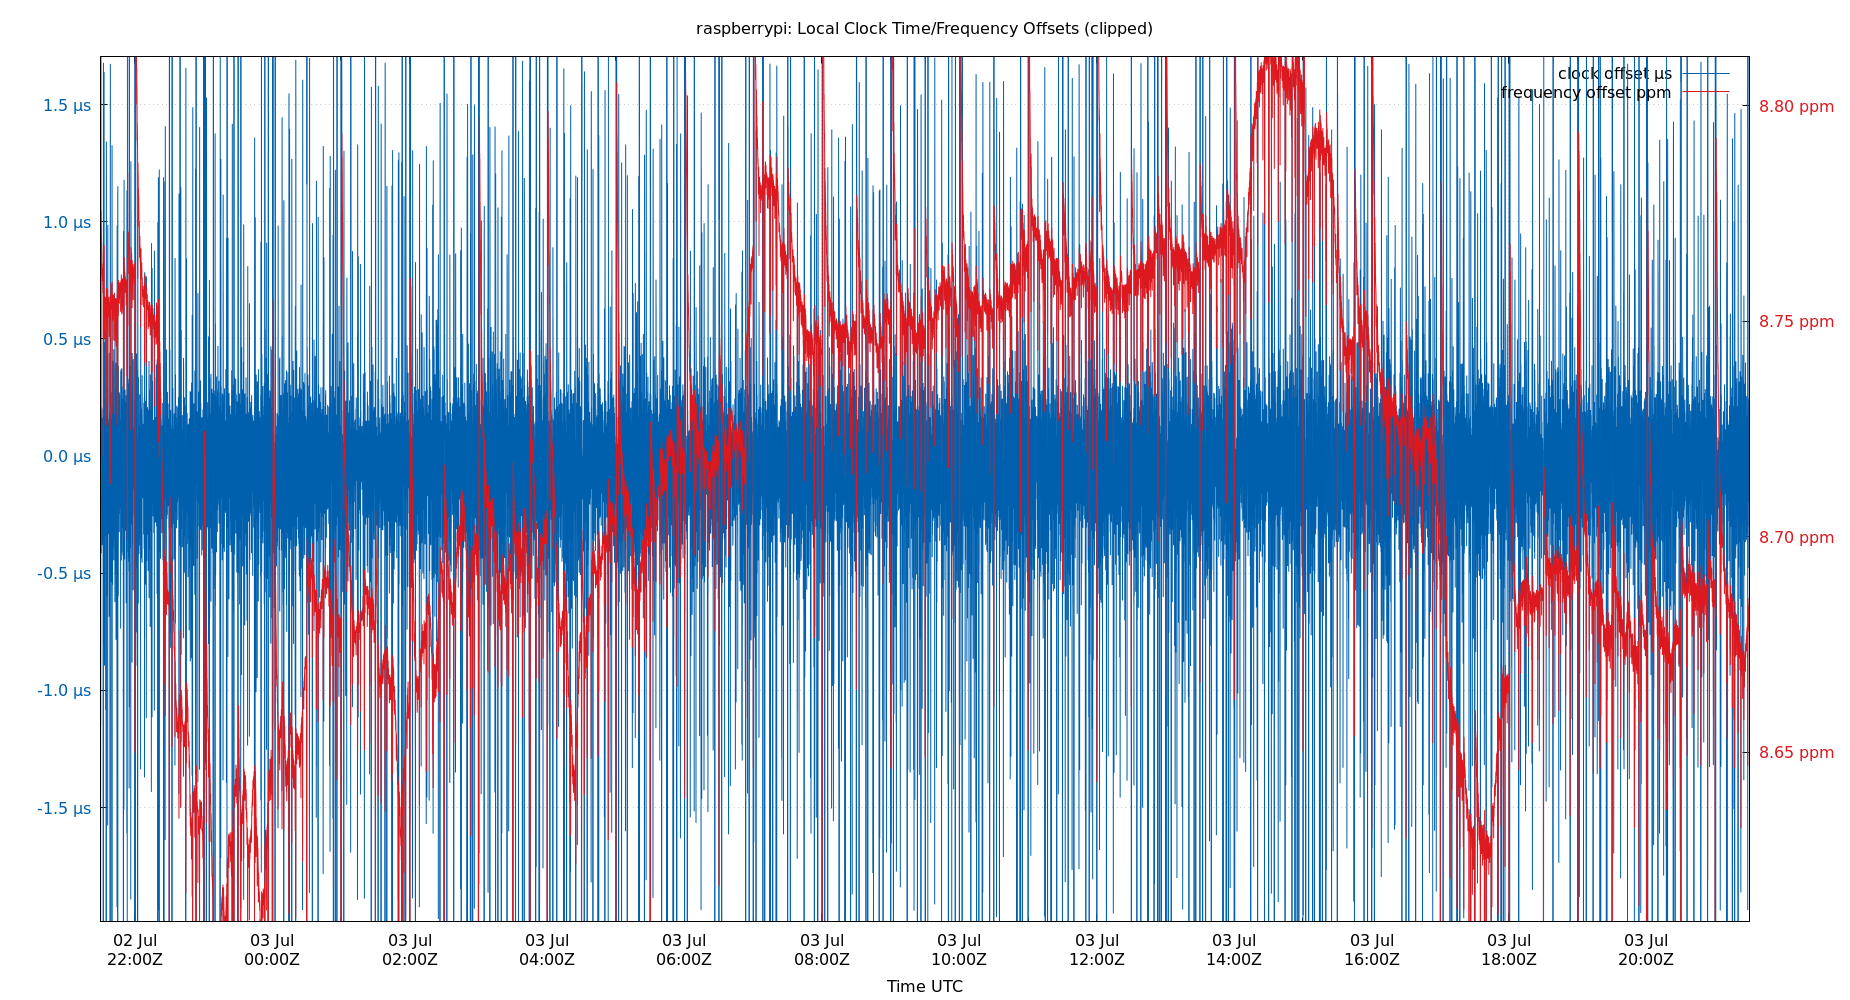 raspberrypi: Local Clock Time/Frequency Offsets (clipped)
clock offset µs
frequency offset ppm
1.5 µs
1.0 µs
0.5 µs
0.0 µs
-0.5 µs
-1.0 µs
-1.5 µs
8.80 ppm
8.75 ppm
8.70 ppm
8.65 ppm
02 Jul
22:00Z
03 Jul
00:00Z
03 Jul
02:00Z
03 Jul
04:00Z
03 Jul
06:00Z
03 Jul
08:00Z
03 Jul
10:00Z
03 Jul
12:00Z
03 Jul
14:00Z
03 Jul
16:00Z
03 Jul
18:00Z
03 Jul
20:00Z
Time UTC